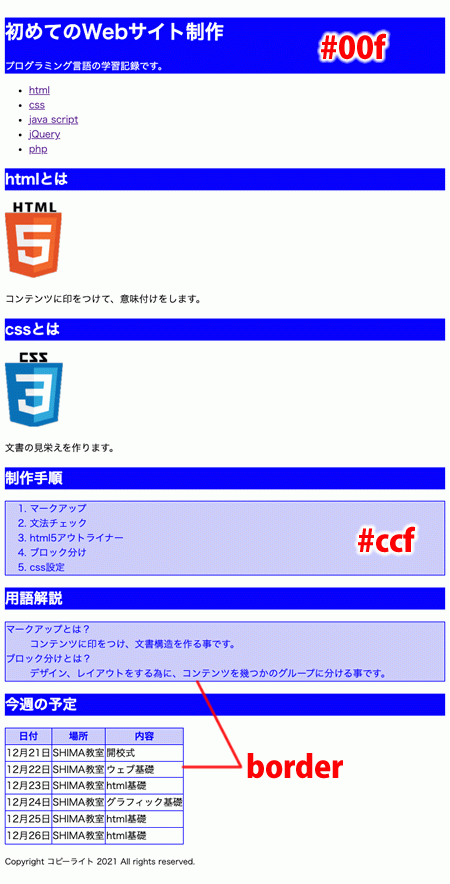 初めてのWebサイト制作
#00f
プログラミング言語の学習記録です。
html
css
java script
jQuery
php
htmlとは
HTML
5
コンテンツに印をつけて、意味付けをします。
cssとは
CSS
3
文書の見栄えを作ります。
制作手順
1. マークアップ
2. 文法チェック
3. html5アウトライナー
4. ブロック分け
5. css設定
#ccf
用語解説
マークアップとは？
コンテンツに印をつけ、文書構造を作る事です。
ブロック分けとは？
デザイン、レイアウトをする為に、コンテンツを幾つかのグループに分ける事です。
今週の予定
日付 場所 内容
12月21日 SHIMA教室 開校式
12月22日 SHIMA教室 ウェブ基礎
12月23日 SHIMA教室 html基礎
12月24日 SHIMA教室 グラフィック基礎
12月25日 SHIMA教室 html基礎
12月26日 SHIMA教室 html基礎
border
Copyright コピーライト 2021 All rights reserved.